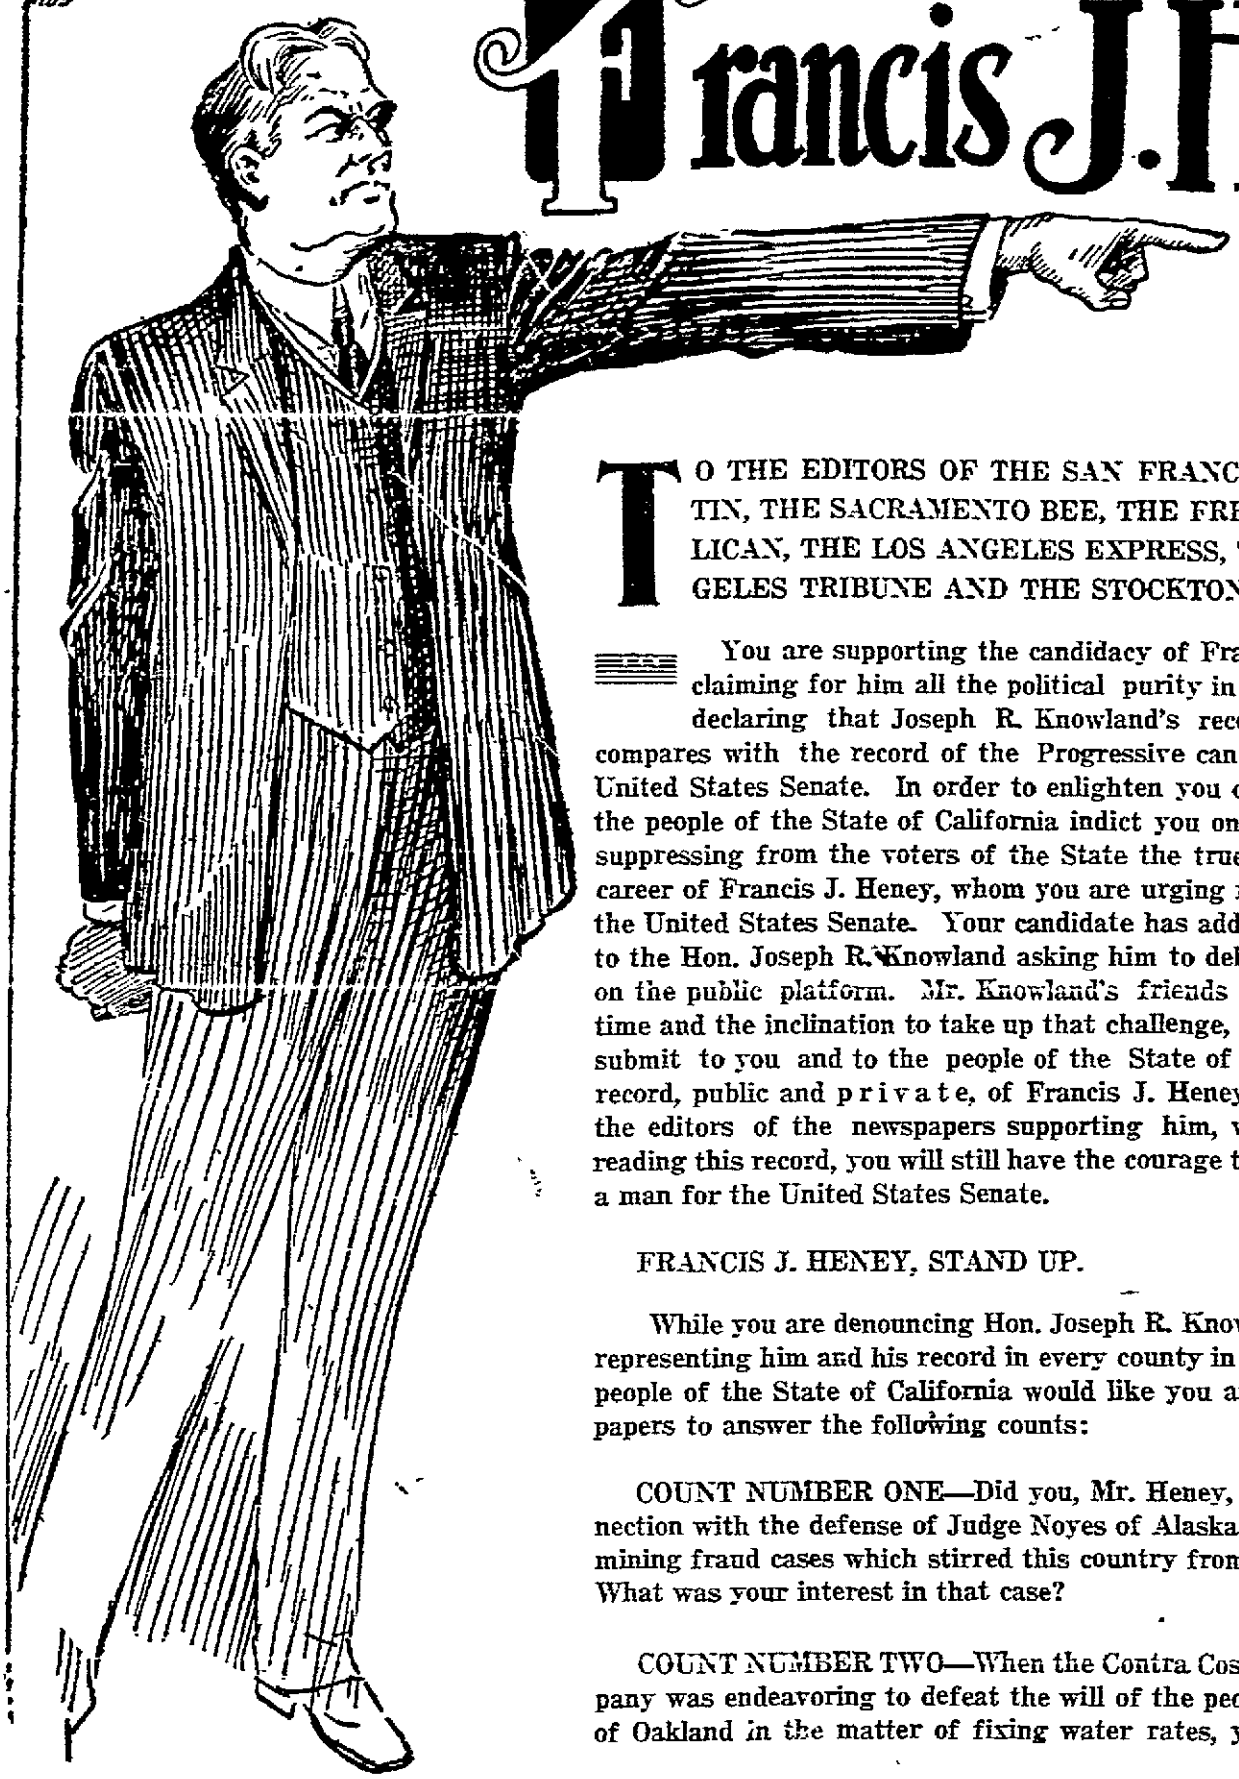 Francis J. H
TO THE EDITORS OF THE SAN FRANC
TIN, THE SACRAMENTO BEE, THE FRE
LICAN, THE LOS ANGELES EXPRESS,
GELES TRIBUNE AND THE STOCKTON
You are supporting the candidacy of Fra
claiming for him all the political purity in
declaring that Joseph R. Knowland's reco
compares with the record of the Progressive can
United States Senate. In order to enlighten you o
the people of the State of California indict you on
suppressing from the voters of the State the true
career of Francis J. Heney, whom you are urging
the United States Senate. Your candidate has add
to the Hon. Joseph R. Knowland asking him to deb
on the public platform. Mr. Knowland's friends
time and the inclination to take up that challenge,
submit to you and to the people of the State of
record, public and private, of Francis J. Heney
the editors of the newspapers supporting him, w
reading this record, you will still have the courage t
a man for the United States Senate.
FRANCIS J. HENEY, STAND UP.
While you are denouncing Hon. Joseph R. Know
representing him and his record in every county in
people of the State of California would like you a
papers to answer the following counts:
COUNT NUMBER ONE—Did you, Mr. Heney,
nection with the defense of Judge Noyes of Alaska
mining fraud cases which stirred this country from
What was your interest in that case?
COUNT NUMBER TWO—When the Contra Cos
pany was endeavoring to defeat the will of the peo
of Oakland in the matter of fixing water rates, y